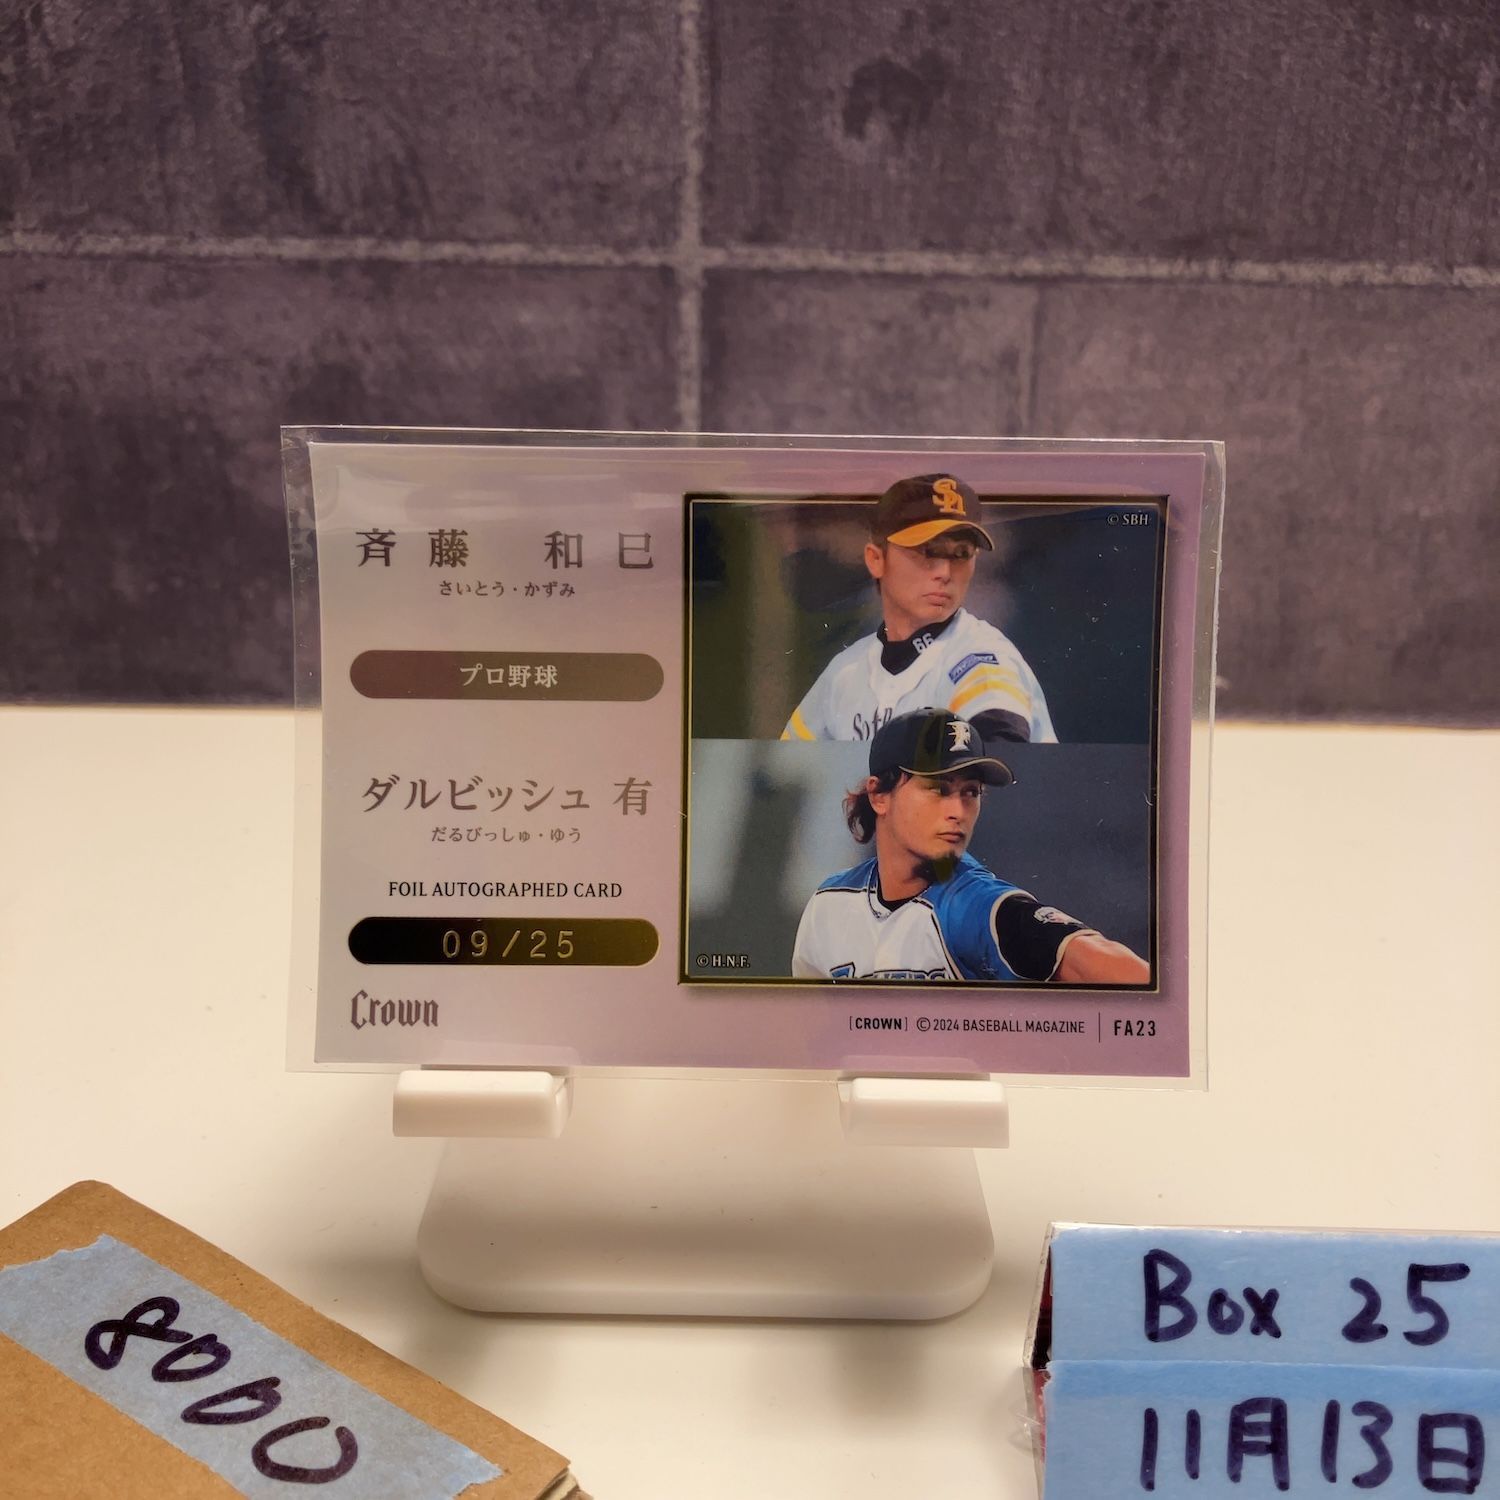 斉藤 和巳
さいとう・かずみ
プロ野球
ダルビッシュ 有
だるびっしゅ・ゆう
FOIL AUTOGRAPHED CARD
09/25
Crown
SH
© SBH
66
F
© H.N.F.
[CROWN] © 2024 BASEBALL MAGAZINE | FA23
8000
Box 25
11月13日